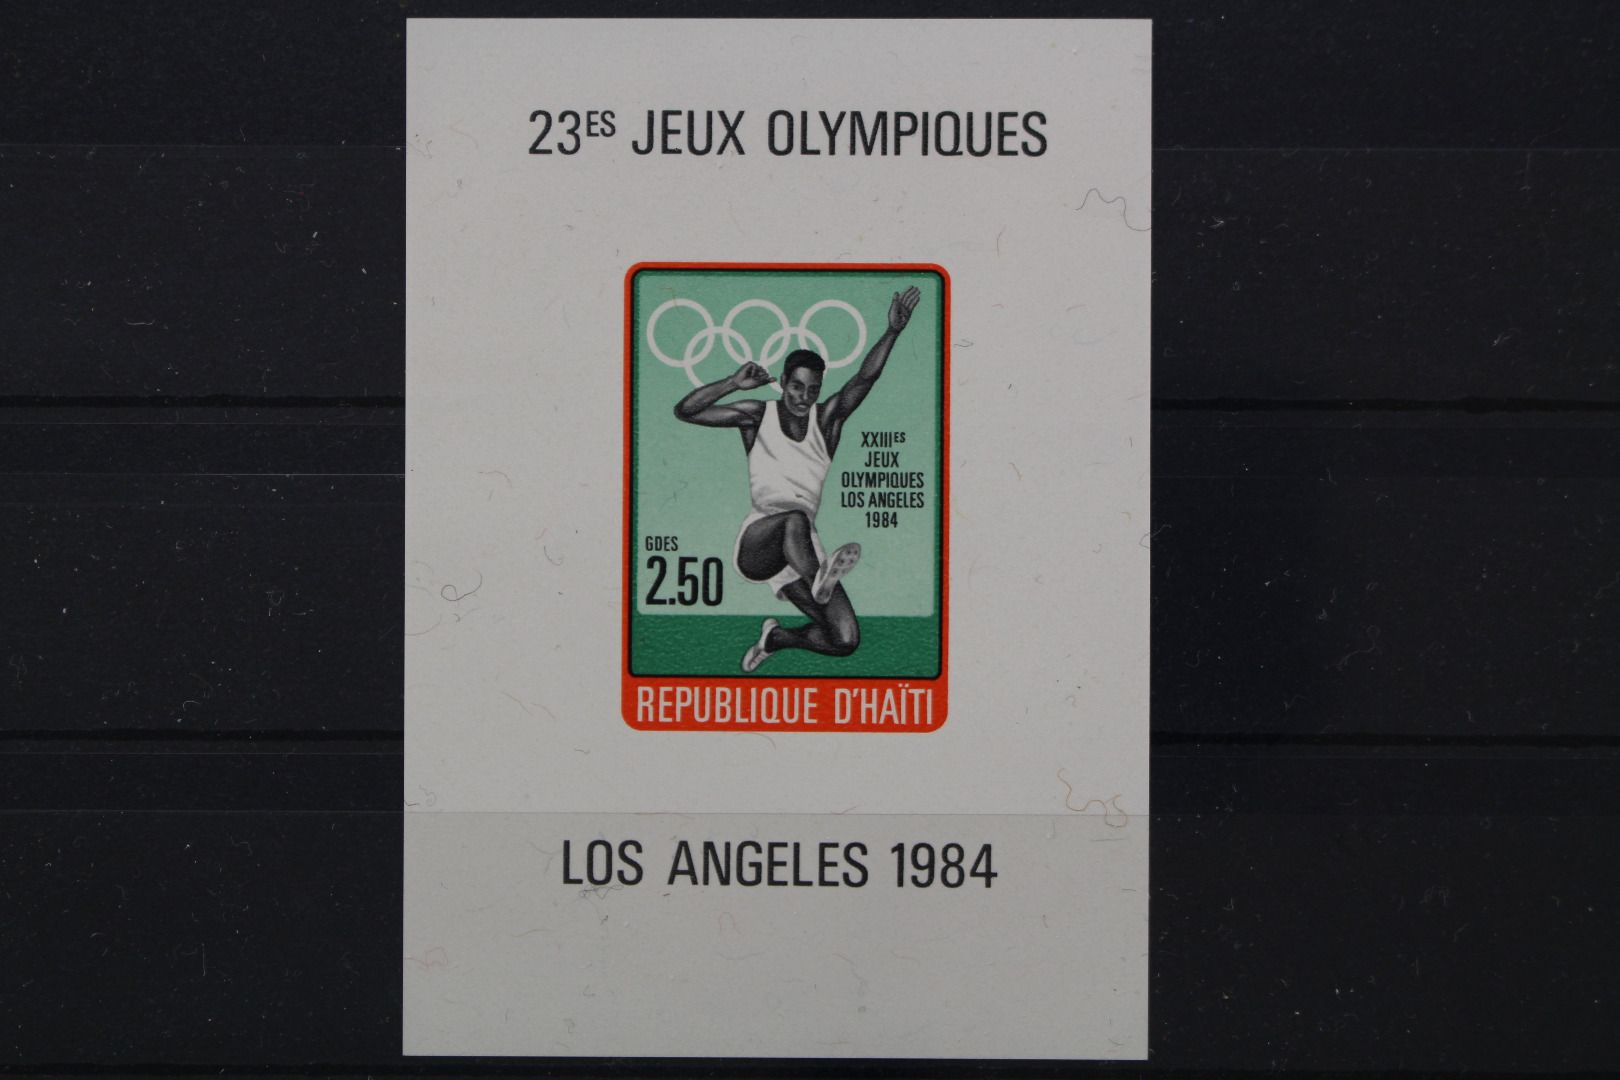 23ES JEUX OLYMPIQUES
XXIIIES
JEUX
OLYMPIQUES
LOS ANGELES
1984
GDES
2.50
REPUBLIQUE D'HAÏTI
LOS ANGELES 1984